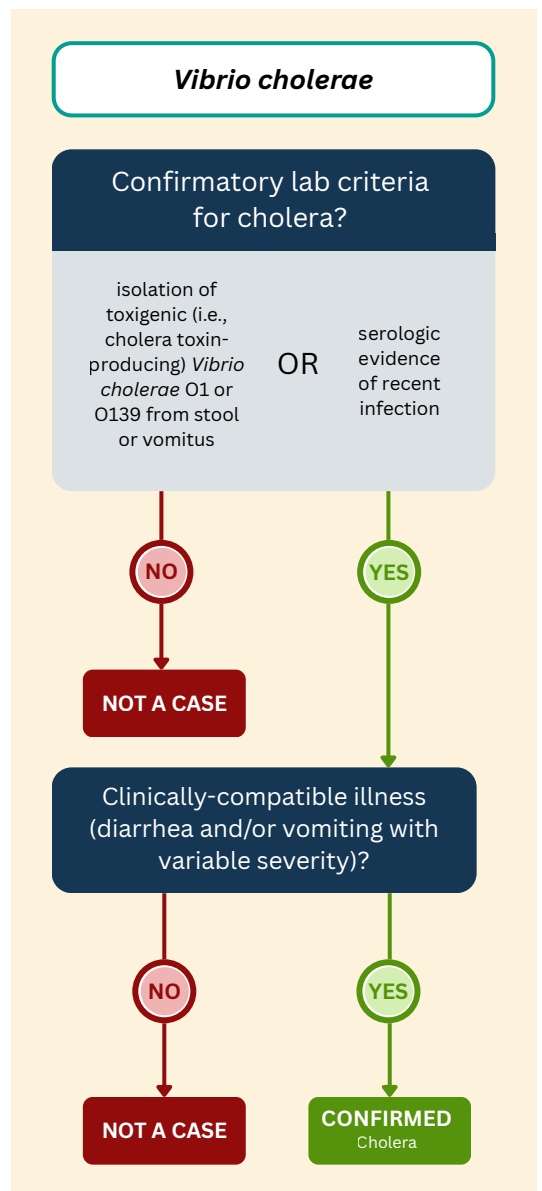 Vibrio cholerae
Confirmatory lab criteria
for cholera?
isolation of
toxigenic (i.e.,
cholera toxin-
producing) Vibrio
cholerae O1 or
O139 from stool
or vomitus
OR
serologic
evidence
of recent
infection
NO
YES
NOT A CASE
Clinically-compatible illness
(diarrhea and/or vomiting with
variable severity)?
NO
YES
NOT A CASE
CONFIRMED
Cholera